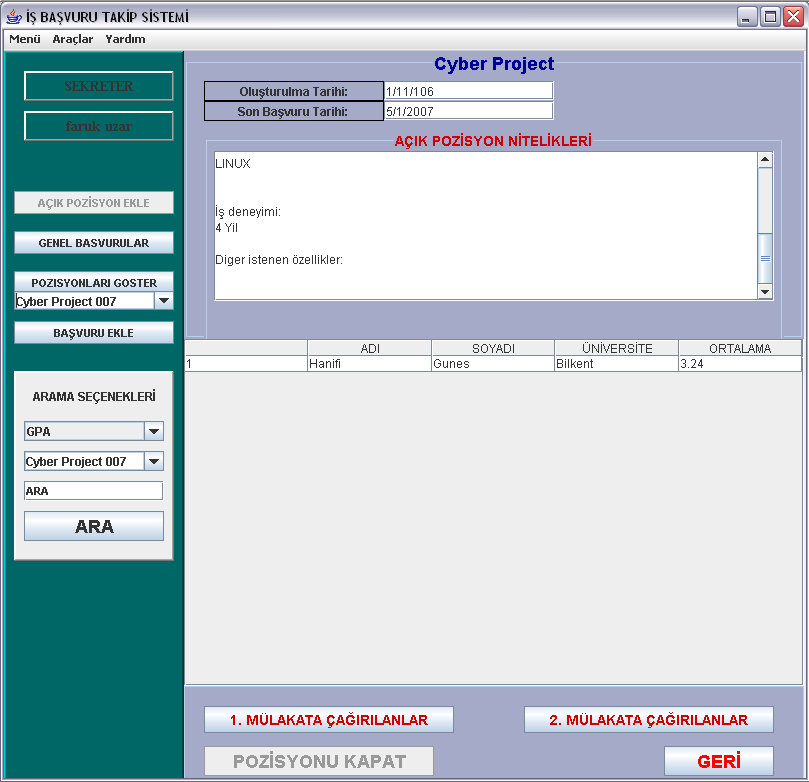 İŞ BAŞVURU TAKİP SİSTEMİ
Menü Araçlar Yardım
SEKRETER
faruk uzar
AÇIK POZİSYON EKLE
GENEL BASVURULAR
POZISYONLARI GOSTER
Cyber Project 007
BAŞVURU EKLE
ARAMA SEÇENEKLERİ
GPA
Cyber Project 007
ARA
ARA
Cyber Project
Oluşturulma Tarihi: 1/11/106
Son Başvuru Tarihi: 5/1/2007
AÇIK POZİSYON NİTELİKLERİ
LINUX
İş deneyimi:
4 Yil
Diger istenen özellikler:
ADI SOYADI ÜNİVERSİTE ORTALAMA
1 Hanifi Gunes Bilkent 3.24
1. MÜLAKATA ÇAĞIRILANLAR 2. MÜLAKATA ÇAĞIRILANLAR
POZİSYONU KAPAT GERİ